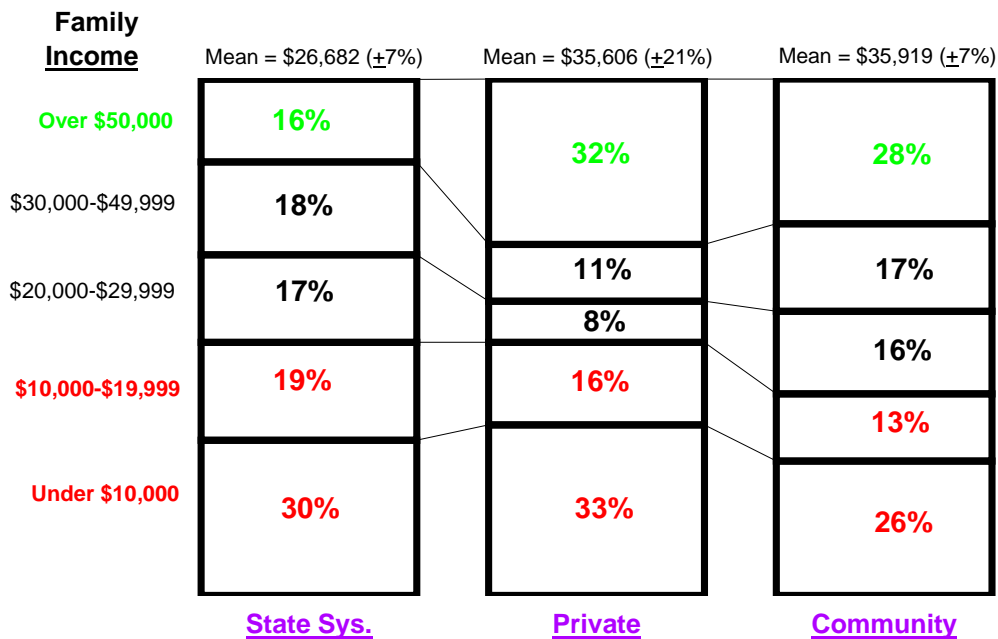 Family
Income
Mean = $26,682 (+7%) Mean = $35,606 (+21%) Mean = $35,919 (+7%)
Over $50,000 16% 32% 28%
$30,000-$49,999 18% 11% 17%
$20,000-$29,999 17% 8% 16%
$10,000-$19,999 19% 16% 13%
Under $10,000 30% 33% 26%
State Sys. Private Community